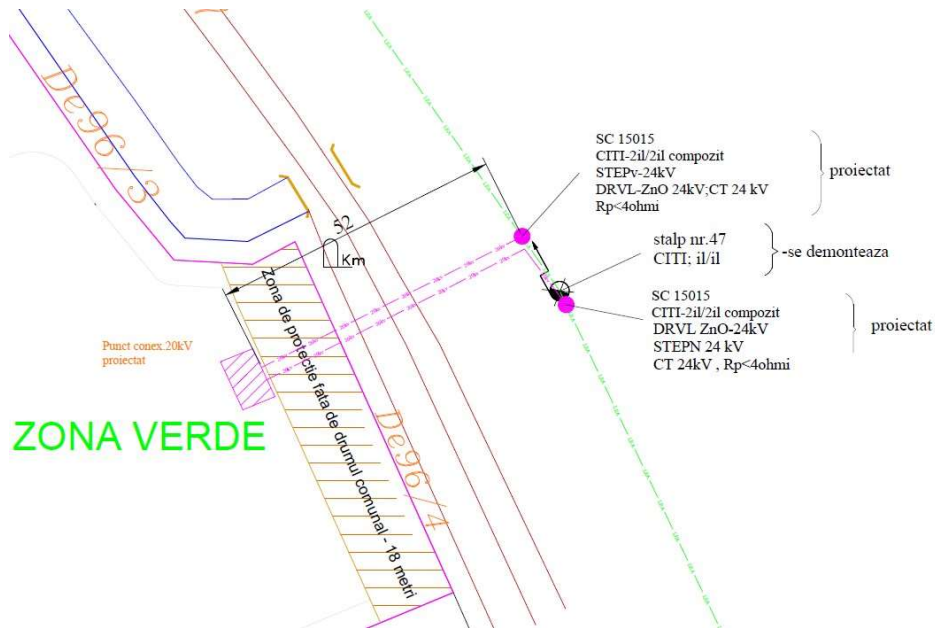 De96/3
SC 15015
CITI-2il/2il compozit
STEPv-24kV
DRVL-ZnO 24kV;CT 24 kV
Rp<4ohmi
proiectat
stalp nr.47
CITI; il/il
-se demonteaza
SC 15015
CITI-2il/2il compozit
DRVL ZnO-24kV
STEPN 24 kV
CT 24kV , Rp<4ohmi
proiectat
52
Km
Zona de protectie fata de drumul comunal - 18 metri
Punct conex.20kV
proiectat
ZONA VERDE
De96/4